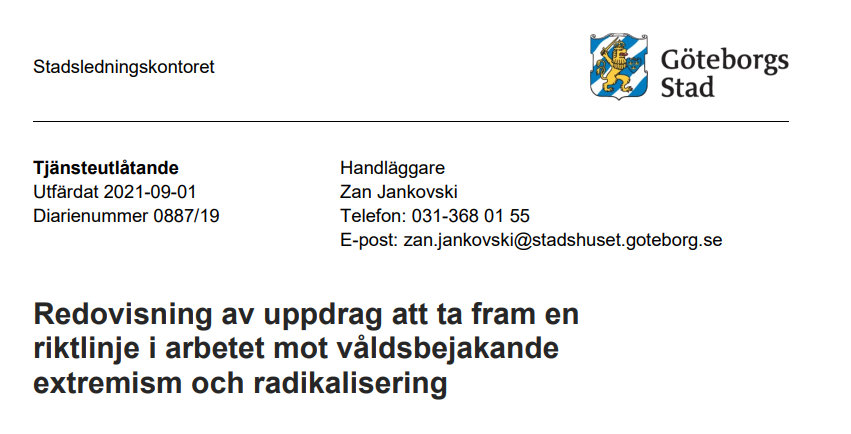 Stadsledningskontoret
Göteborgs
Stad
Tjänsteutlåtande
Utfärdat 2021-09-01
Diarienummer 0887/19
Handläggare
Zan Jankovski
Telefon: 031-368 01 55
E-post: zan.jankovski@stadshuset.goteborg.se
Redovisning av uppdrag att ta fram en
riktlinje i arbetet mot våldsbejakande
extremism och radikalisering